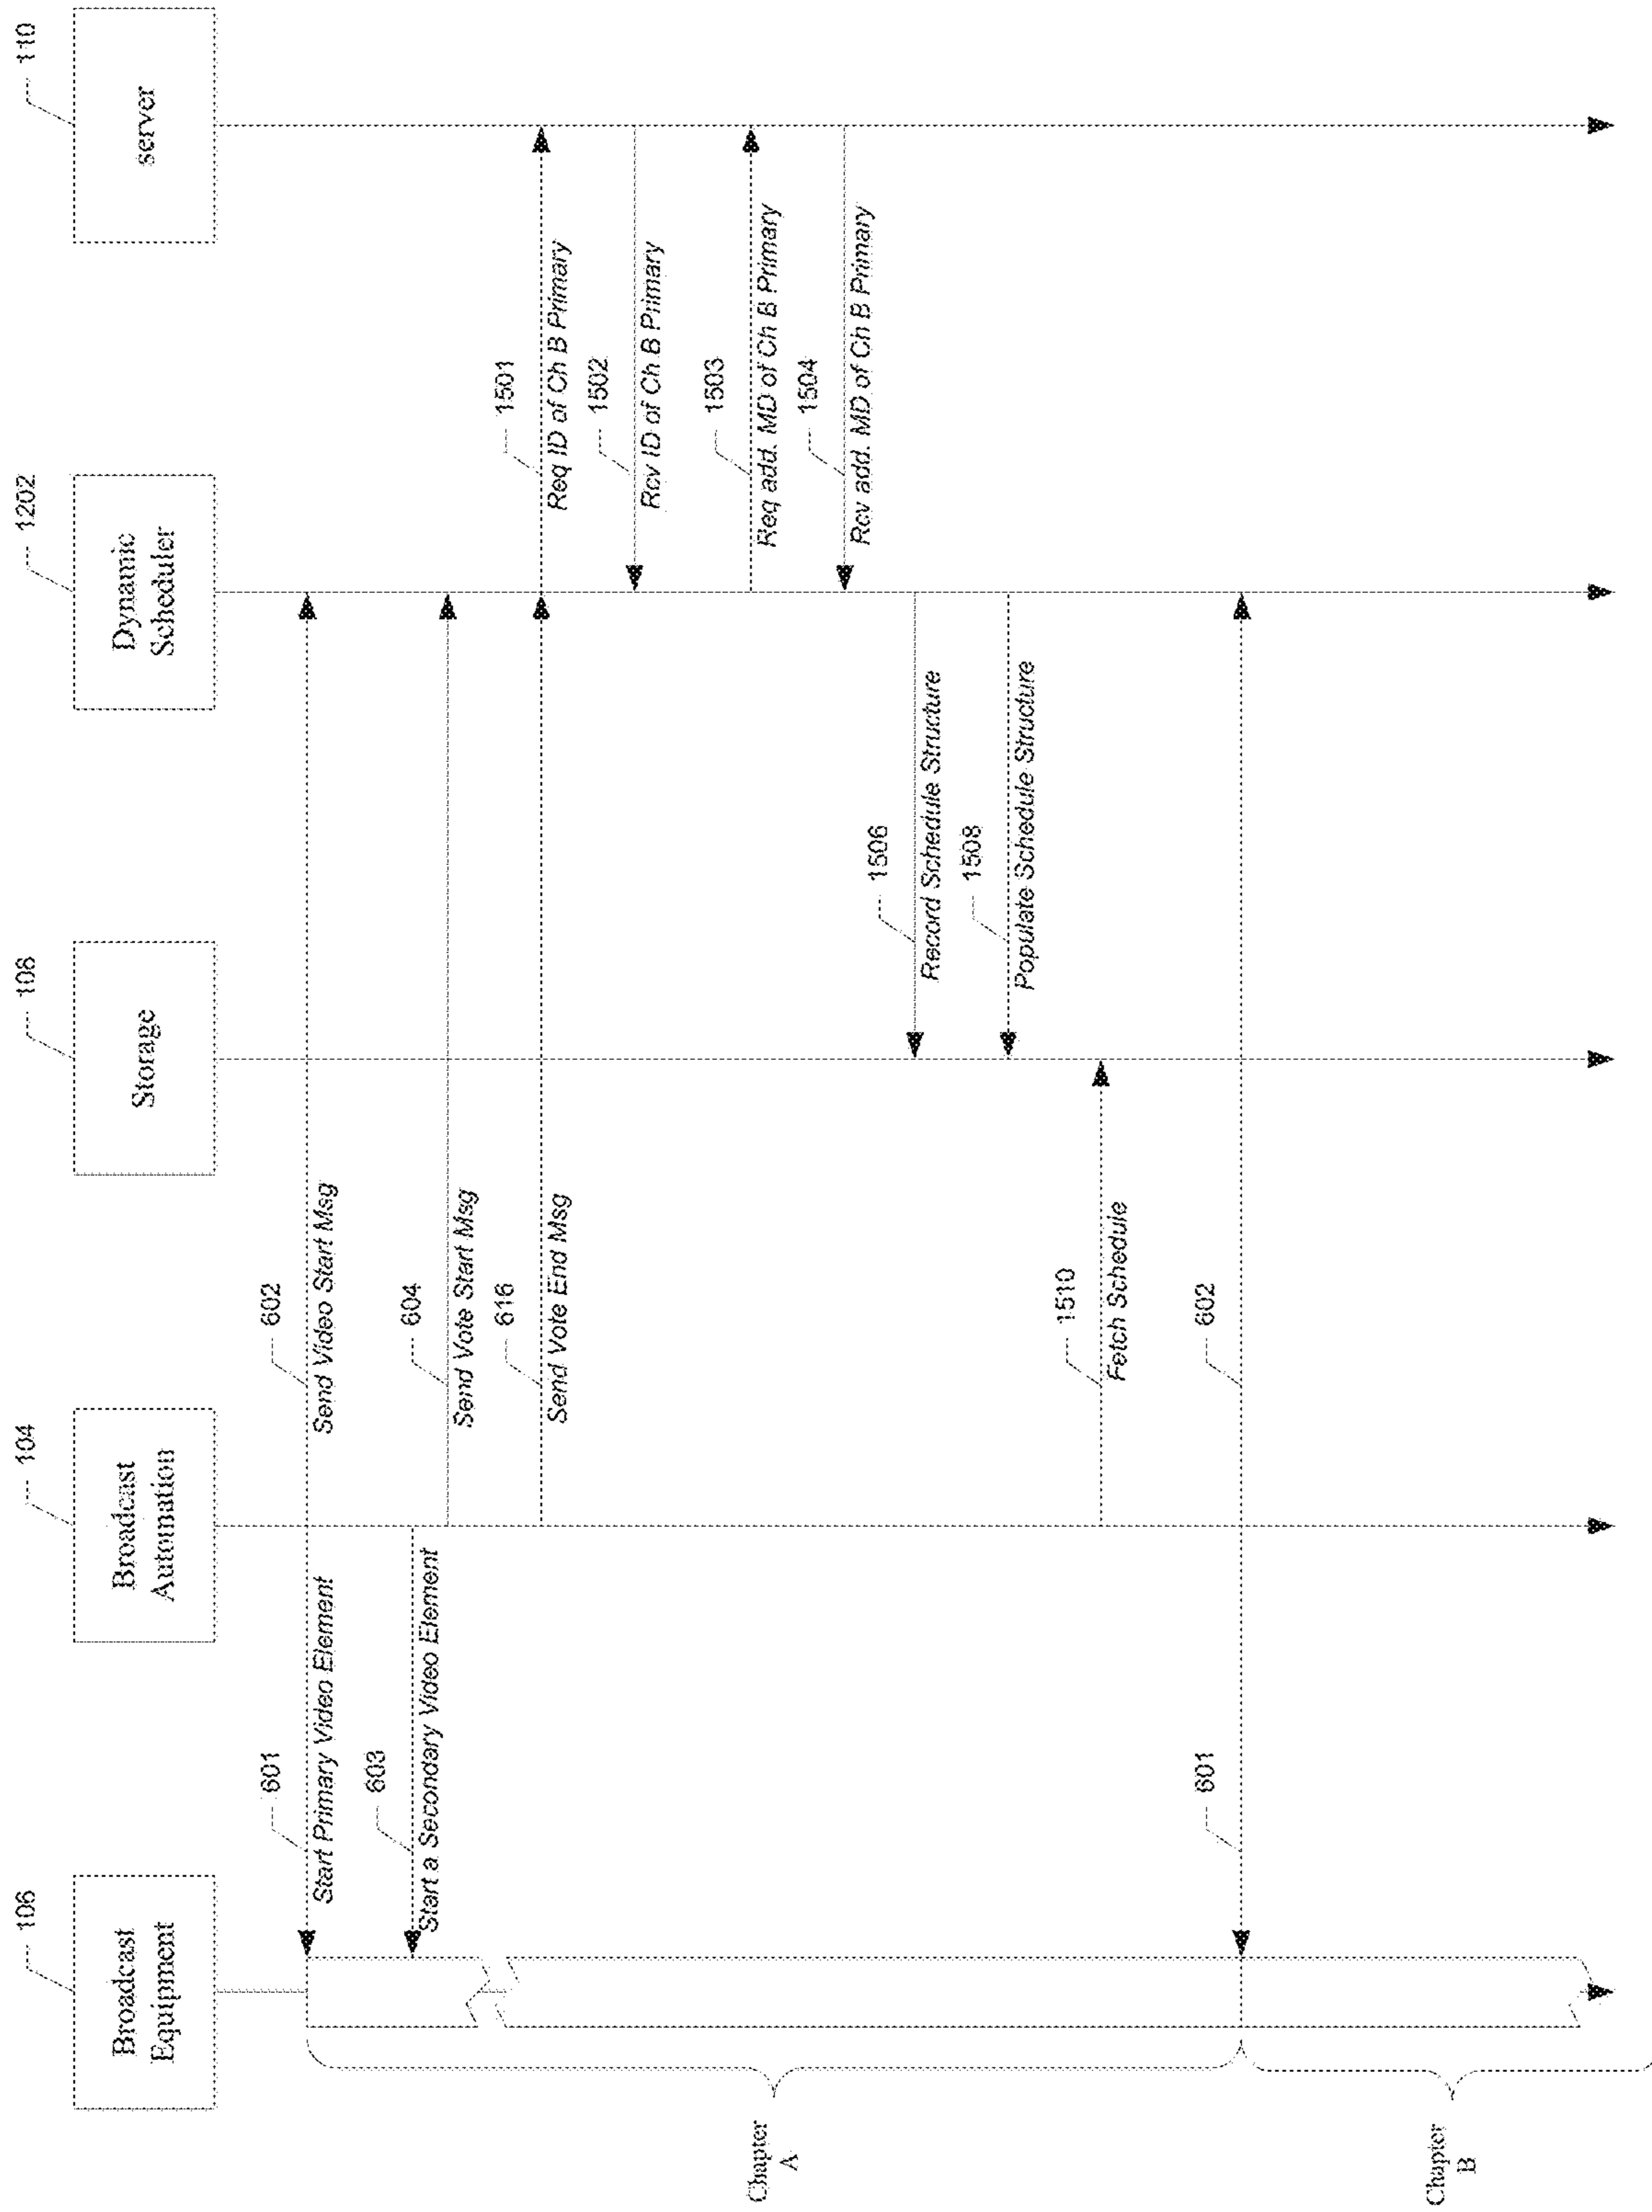 106
104
108
1202
110
Broadcast
Equipment
Broadcast
Automation
Storage
Dynamic
Scheduler
server
601
Start Primary Video Element
602
Send Video Start Msg
603
Start a Secondary Video Element
604
Send Vote Start Msg
616
Send Vote End Msg
1501
Req ID of Ch B Primary
1502
Rcv ID of Ch B Primary
1503
Req add. MD of Ch B Primary
1504
Rcv add. MD of Ch B Primary
Chapter
A
1506
Record Schedule Structure
1508
Populate Schedule Structure
1510
Fetch Schedule
601
602
Chapter
B